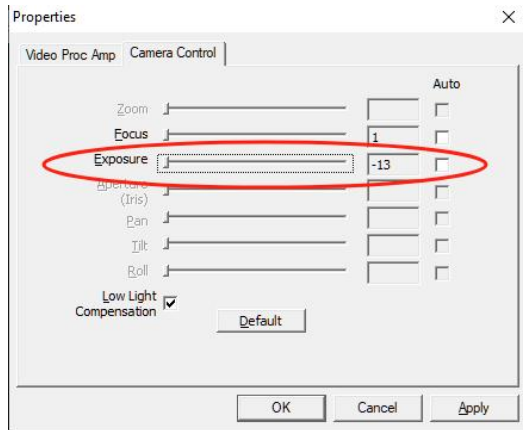 Properties
Video Proc Amp
Camera Control
Auto
Zoom
Focus 1
Exposure -13
Aperture
(Iris)
Pan
Tilt
Roll
Low Light
Compensation
Default
OK Cancel Apply